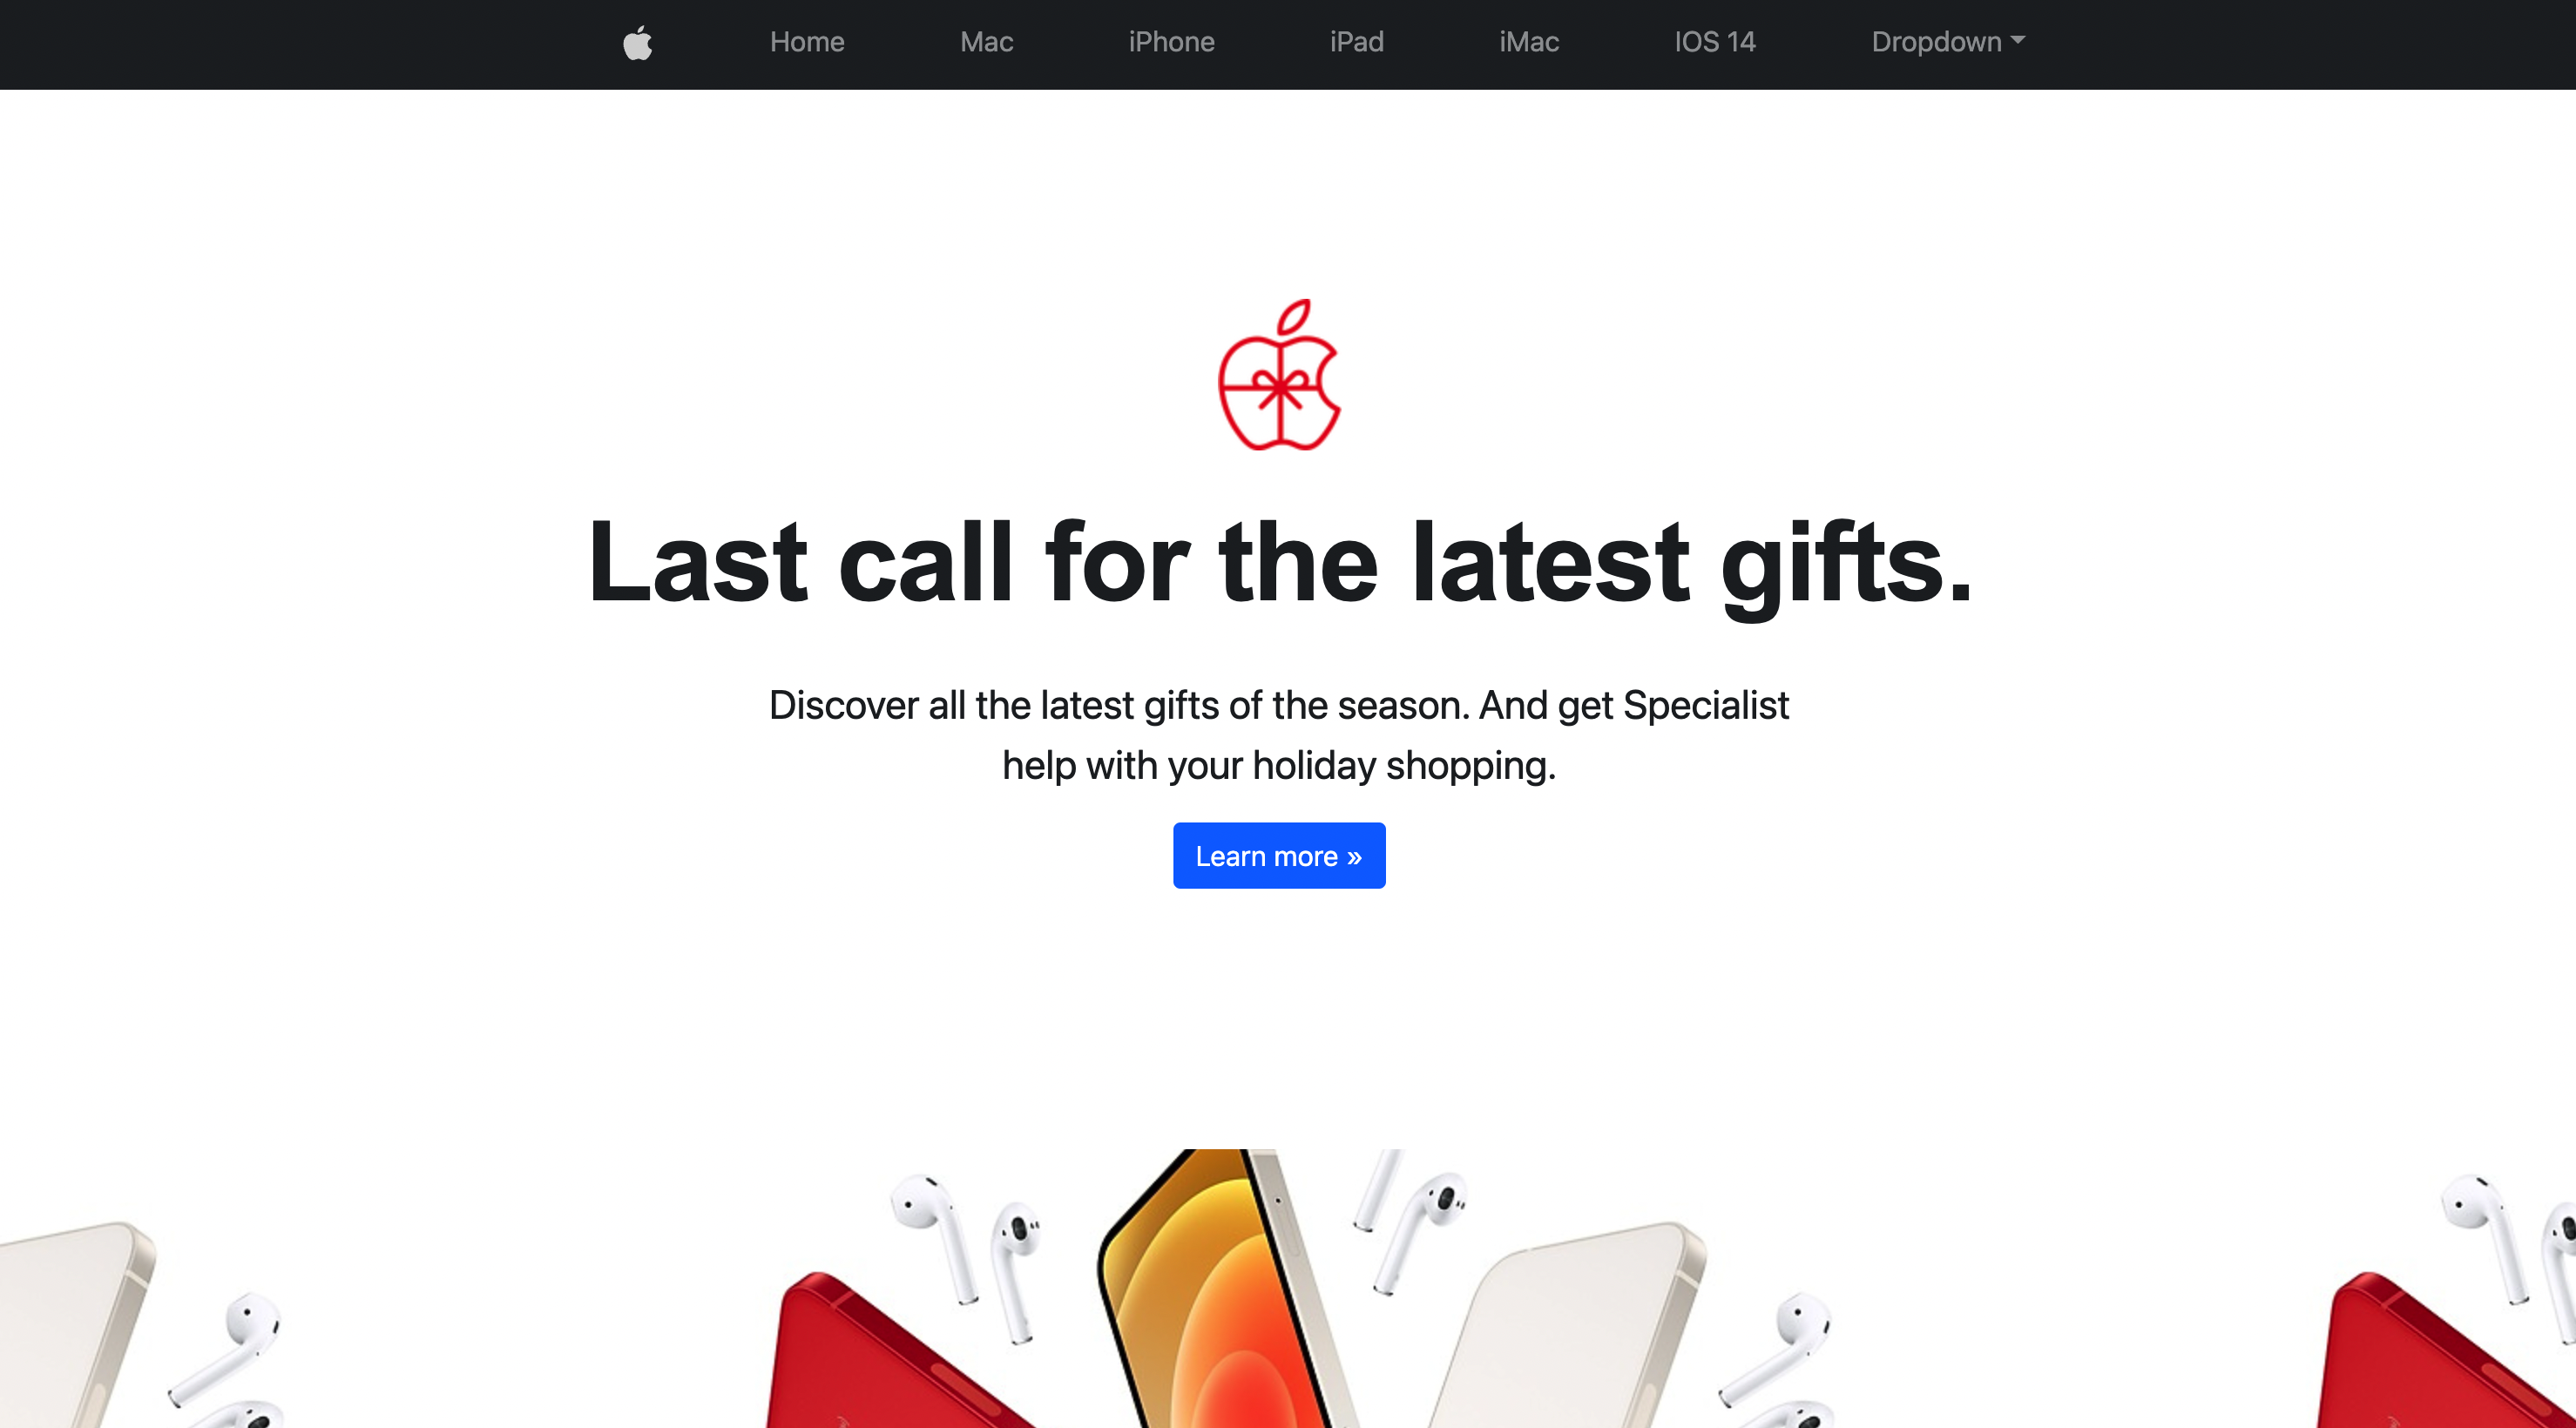 Home Mac iPhone iPad iMac IOS 14 Dropdown
Last call for the latest gifts.
Discover all the latest gifts of the season. And get Specialist
help with your holiday shopping.
Learn more »